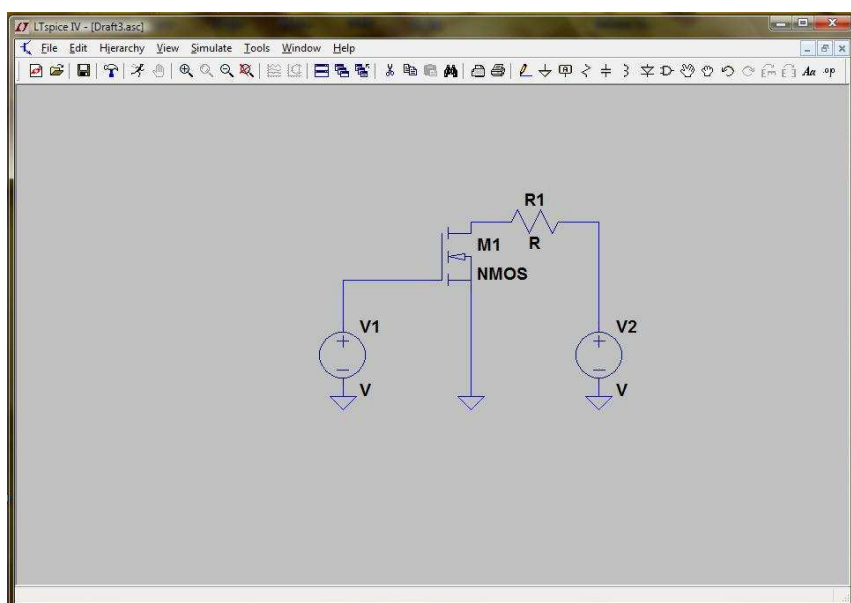 LTspice IV - [Draft3.asc]
File Edit Hierarchy View Simulate Tools Window Help
Aa .op
R1
R
M1
NMOS
V1
V
V2
V